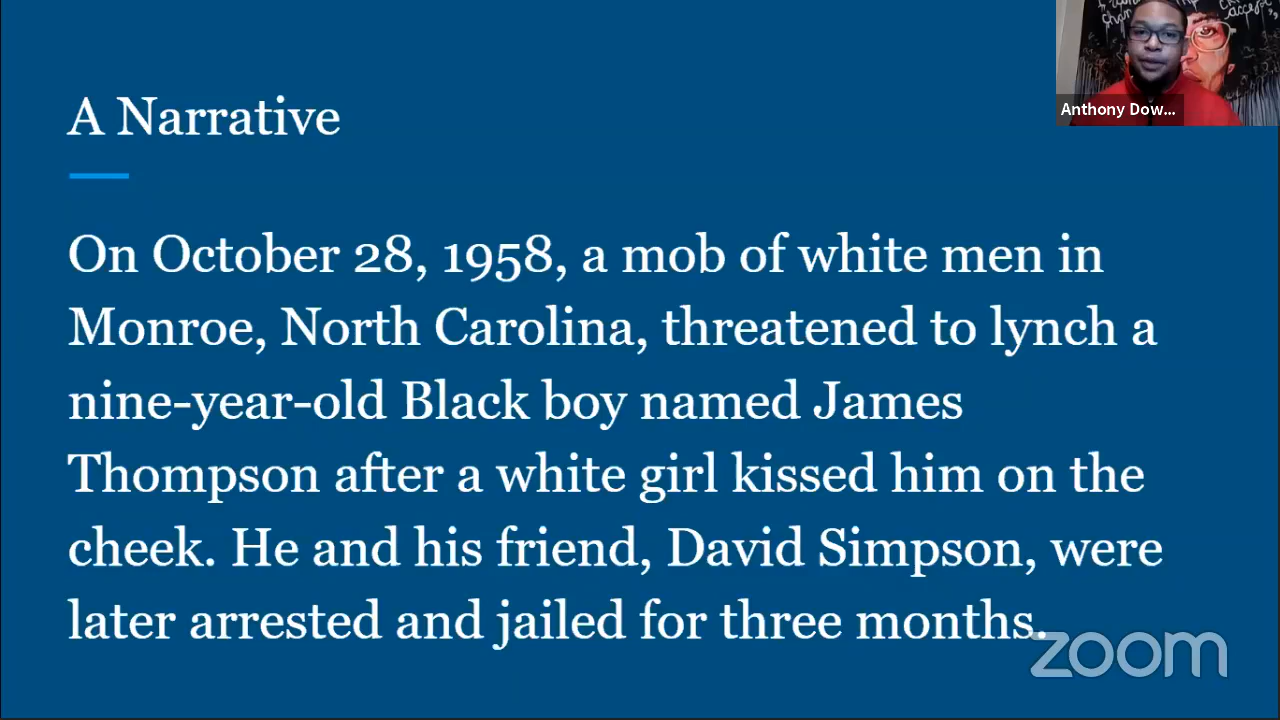 A Narrative
On October 28, 1958, a mob of white men in
Monroe, North Carolina, threatened to lynch a
nine-year-old Black boy named James
Thompson after a white girl kissed him on the
cheek. He and his friend, David Simpson, were
later arrested and jailed for three months.
Anthony Dow...
zoom